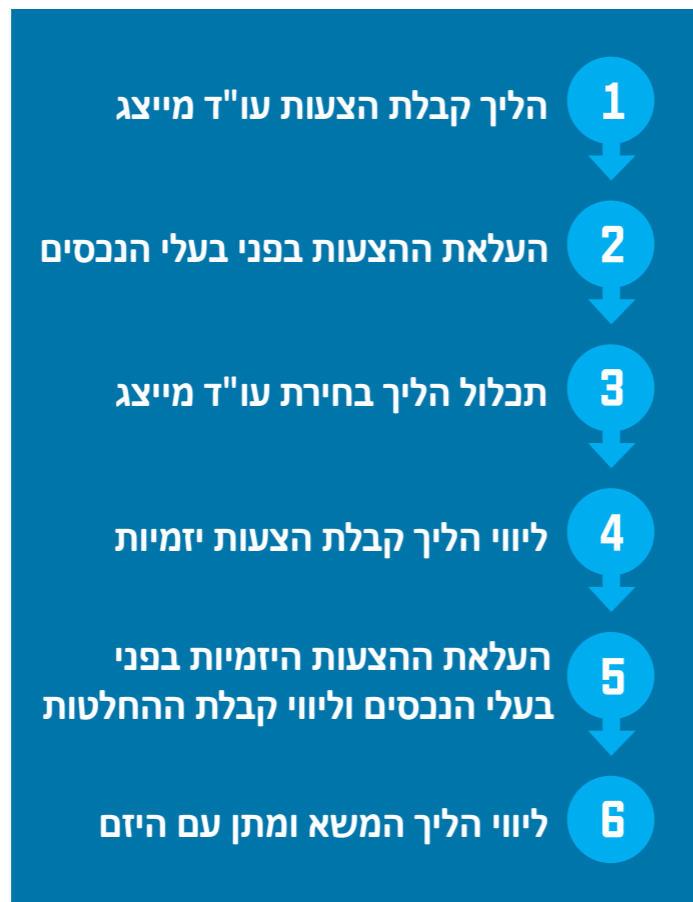 1 הליך קבלת הצעות עו"ד מייצג
2 העלאת ההצעות בפני בעלי הנכסים
3 תכלול הליך בחירת עו"ד מייצג
4 ליווי הליך קבלת הצעות יזמיות
5 העלאת ההצעות היזמיות בפני
בעלי הנכסים וליווי קבלת ההחלטות
6 ליווי הליך המשא ומתן עם היזם